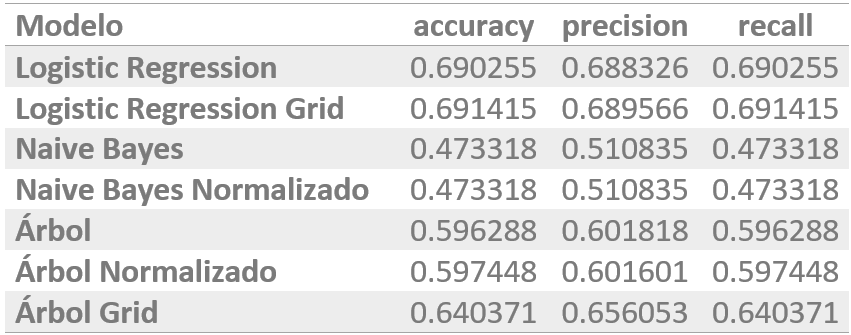 Modelo accuracy precision recall
Logistic Regression 0.690255 0.688326 0.690255
Logistic Regression Grid 0.691415 0.689566 0.691415
Naive Bayes 0.473318 0.510835 0.473318
Naive Bayes Normalizado 0.473318 0.510835 0.473318
Árbol 0.596288 0.601818 0.596288
Árbol Normalizado 0.597448 0.601601 0.597448
Árbol Grid 0.640371 0.656053 0.640371